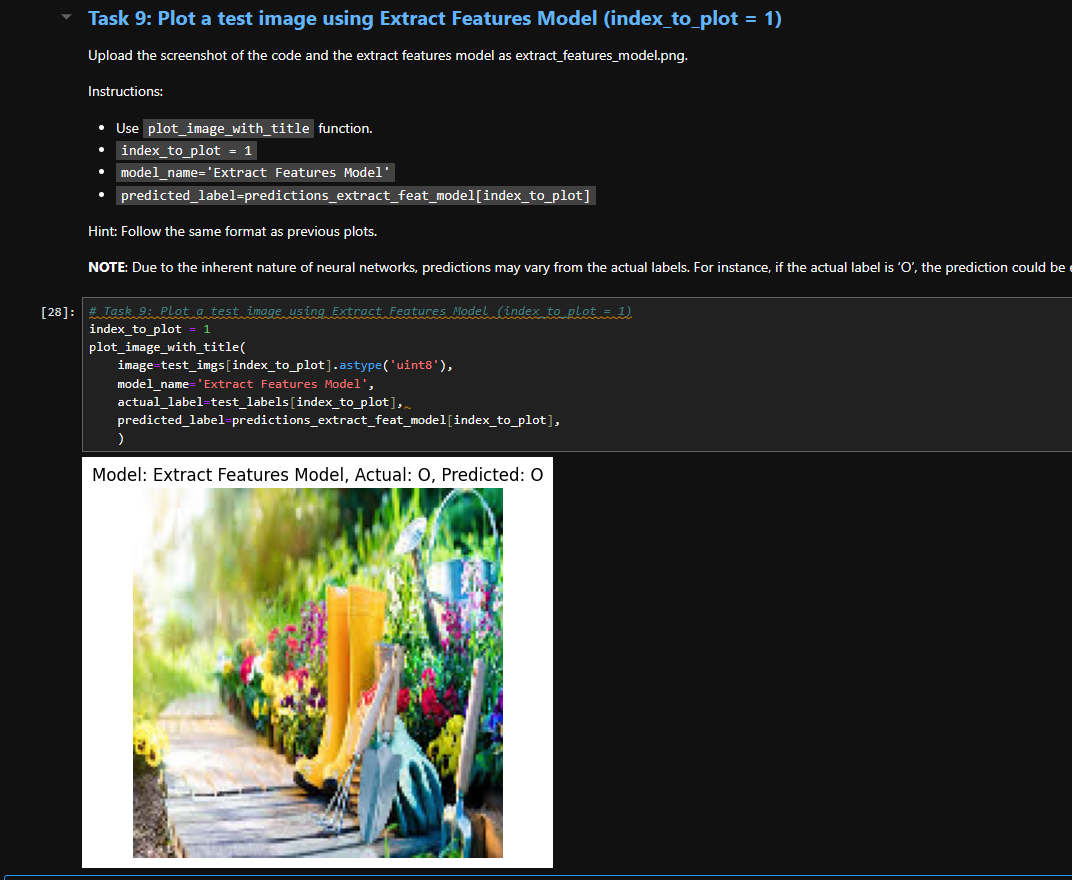 Task 9: Plot a test image using Extract Features Model (index_to_plot = 1)
Upload the screenshot of the code and the extract features model as extract_features_model.png.
Instructions:
• Use plot_image_with_title function.
• index_to_plot = 1
• model_name='Extract Features Model'
• predicted_label=predictions_extract_feat_model[index_to_plot]
Hint: Follow the same format as previous plots.
NOTE: Due to the inherent nature of neural networks, predictions may vary from the actual labels. For instance, if the actual label is ‘O’, the prediction could be
[28]: # Task 9: Plot a test image using Extract Features Model (index_to_plot = 1)
index_to_plot = 1
plot_image_with_title(
    image=test_imgs[index_to_plot].astype('uint8'),
    model_name='Extract Features Model',
    actual_label=test_labels[index_to_plot],
    predicted_label=predictions_extract_feat_model[index_to_plot],
    )
Model: Extract Features Model, Actual: O, Predicted: O